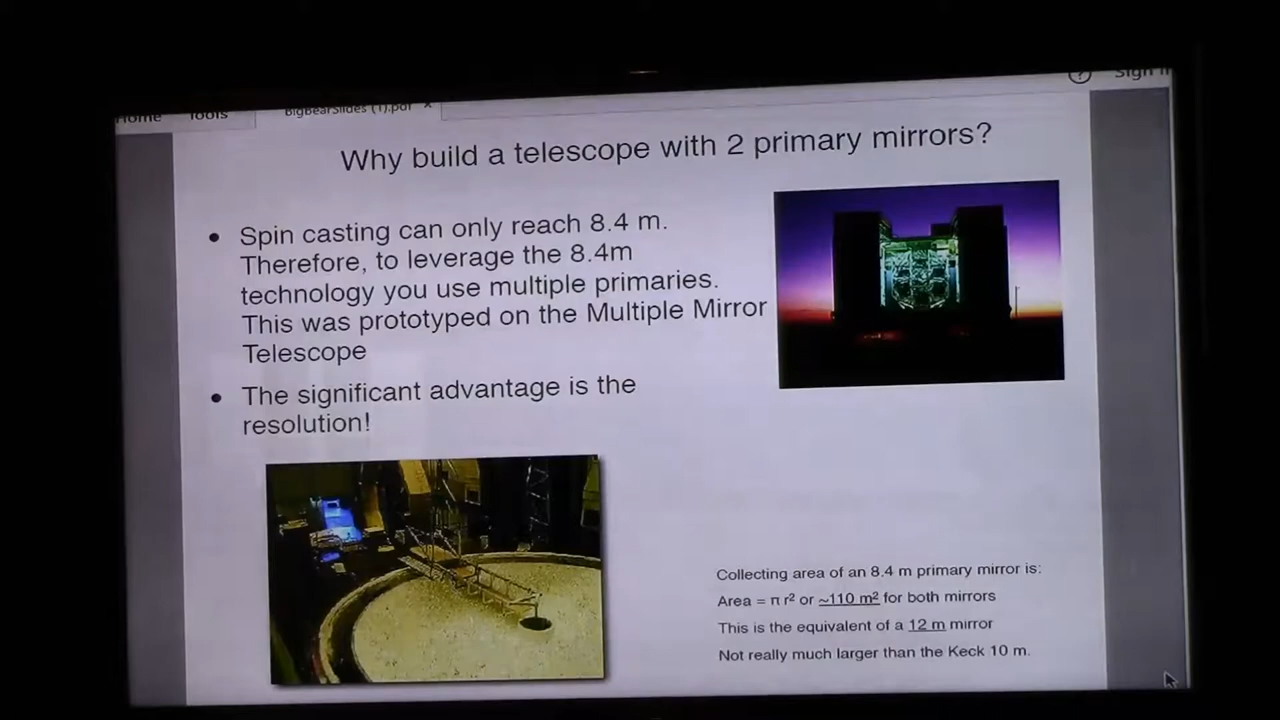 Home Tools BigBearSlides (1).pdf × ? Sign In
Why build a telescope with 2 primary mirrors?
• Spin casting can only reach 8.4 m.
Therefore, to leverage the 8.4m
technology you use multiple primaries.
This was prototyped on the Multiple Mirror
Telescope
• The significant advantage is the
resolution!
Collecting area of an 8.4 m primary mirror is:
Area = π r² or ~110 m² for both mirrors
This is the equivalent of a 12 m mirror
Not really much larger than the Keck 10 m.